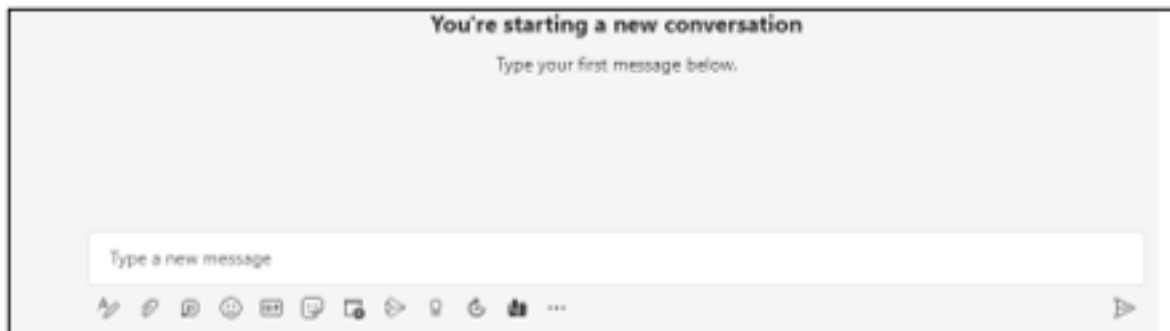 You're starting a new conversation
Type your first message below.
Type a new message